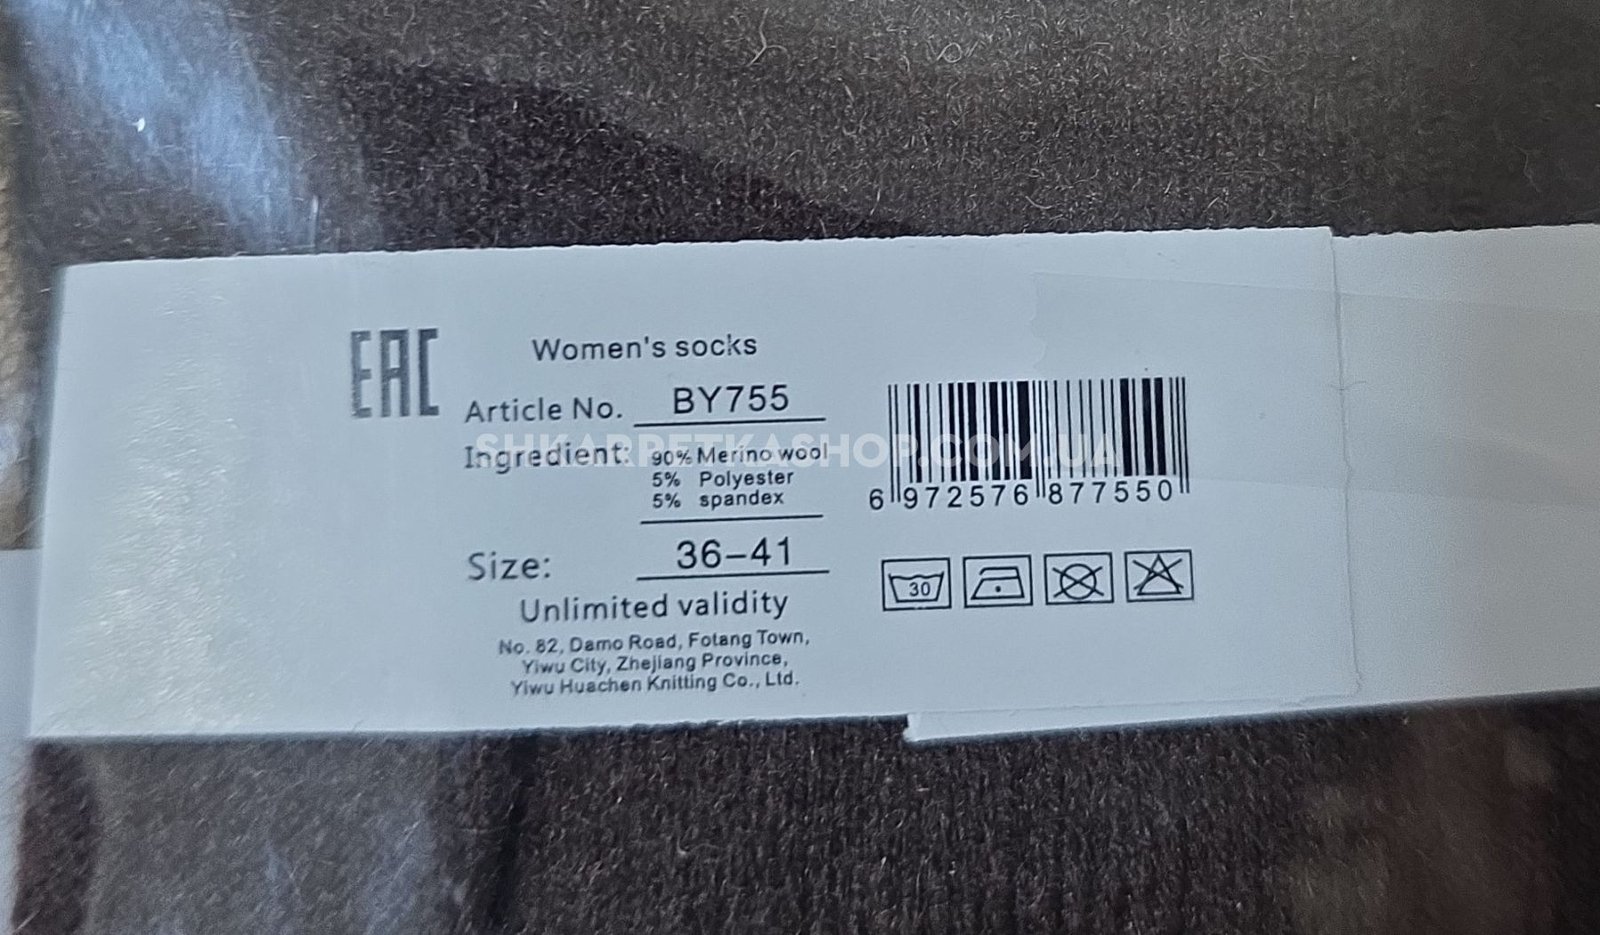 EAC
Women's socks
Article No. BY755
Ingredient: 90% Merino wool
5% Polyester
5% spandex
Size: 36-41
Unlimited validity
No. 82, Damo Road, Fotang Town,
Yiwu City, Zhejiang Province,
Yiwu Huachen Knitting Co., Ltd.
6 972576 877550
30
SHKARPETKASHOP.COM.UA